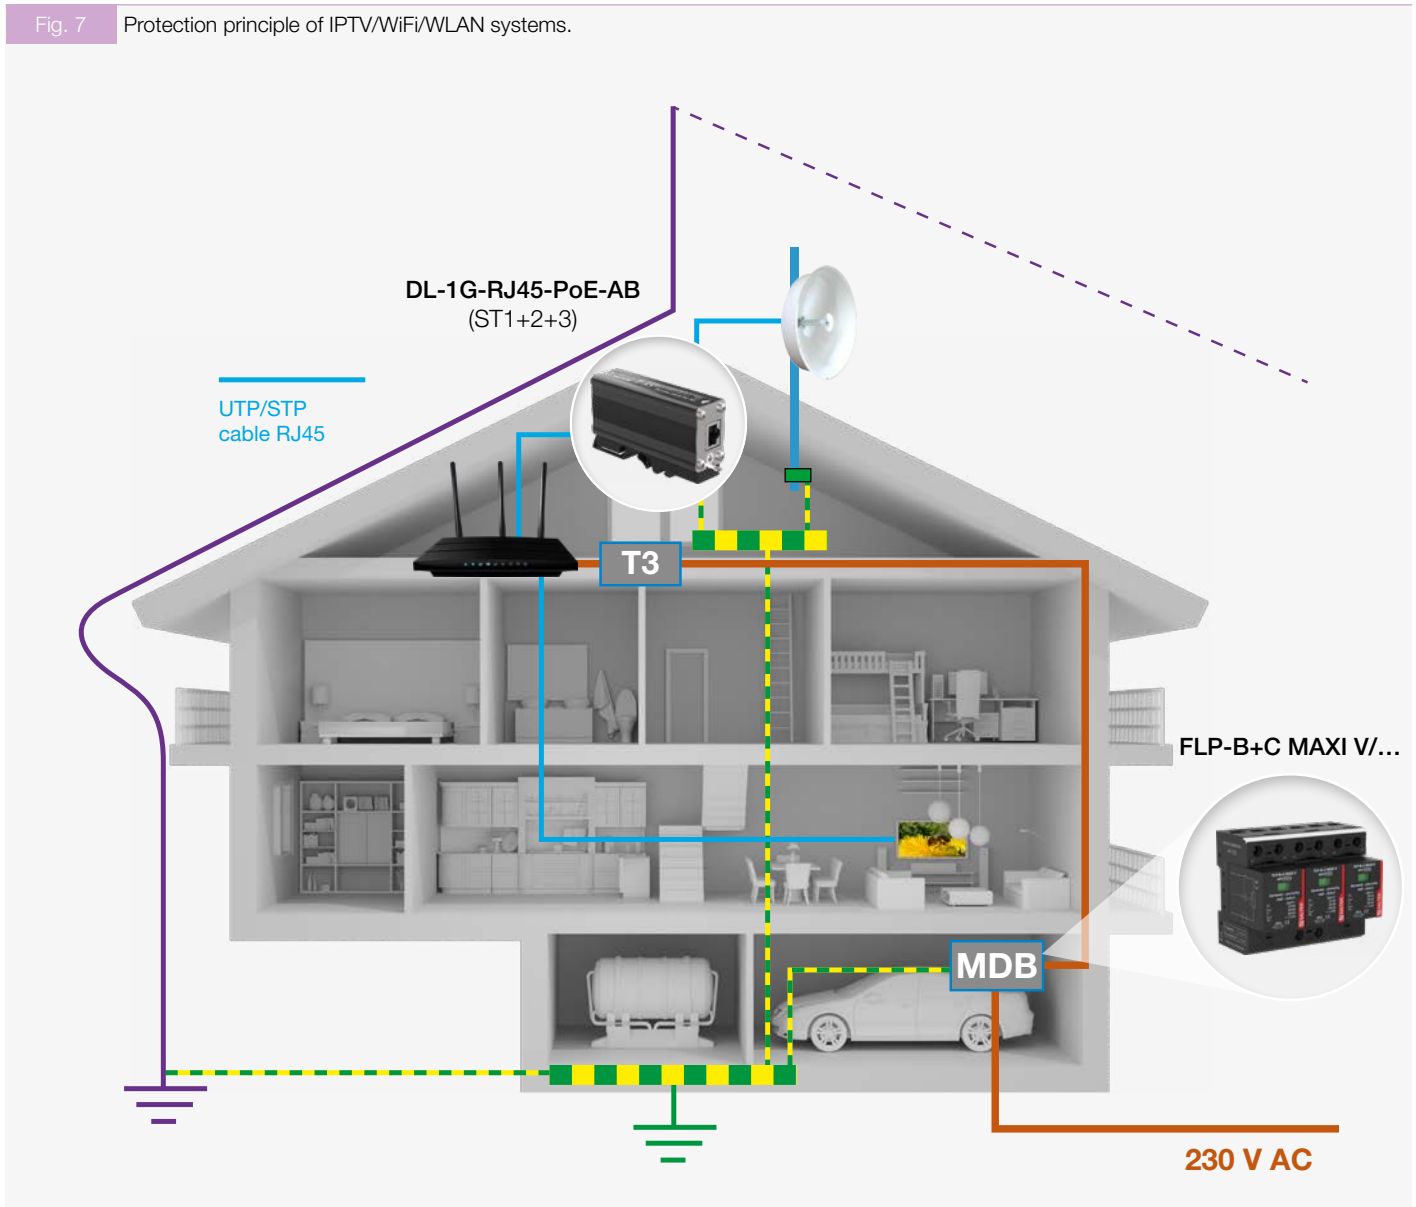 Fig. 7
Protection principle of IPTV/WiFi/WLAN systems.
DL-1G-RJ45-PoE-AB
(ST1+2+3)
UTP/STP
cable RJ45
T3
FLP-B+C MAXI V/…
MDB
230 V AC